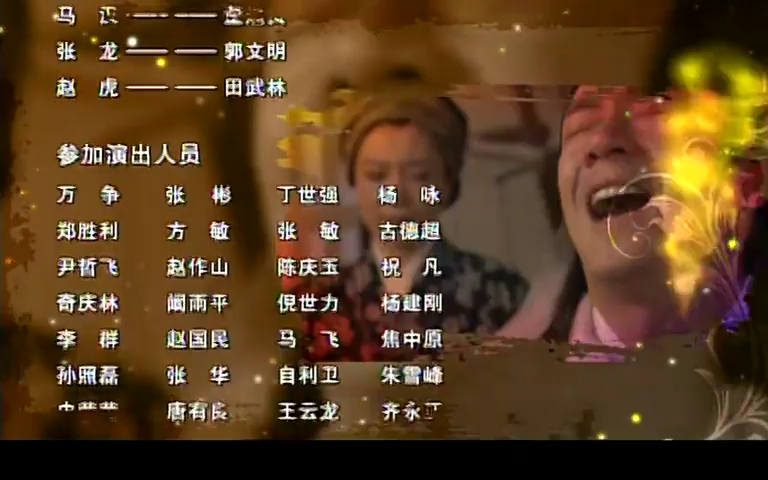 马 汉——
张 龙——郭文明
赵 虎——田武林
参加演出人员
万 争 张 彬 丁世强 杨 咏
郑胜利 方 敏 张 敏 古德超
尹哲飞 赵作山 陈庆玉 祝 凡
奇庆林 阚雨平 倪世力 杨建刚
李 群 赵国民 马 飞 焦中原
孙照磊 张 华 自利卫 朱雪峰
唐有良 王云龙 齐永